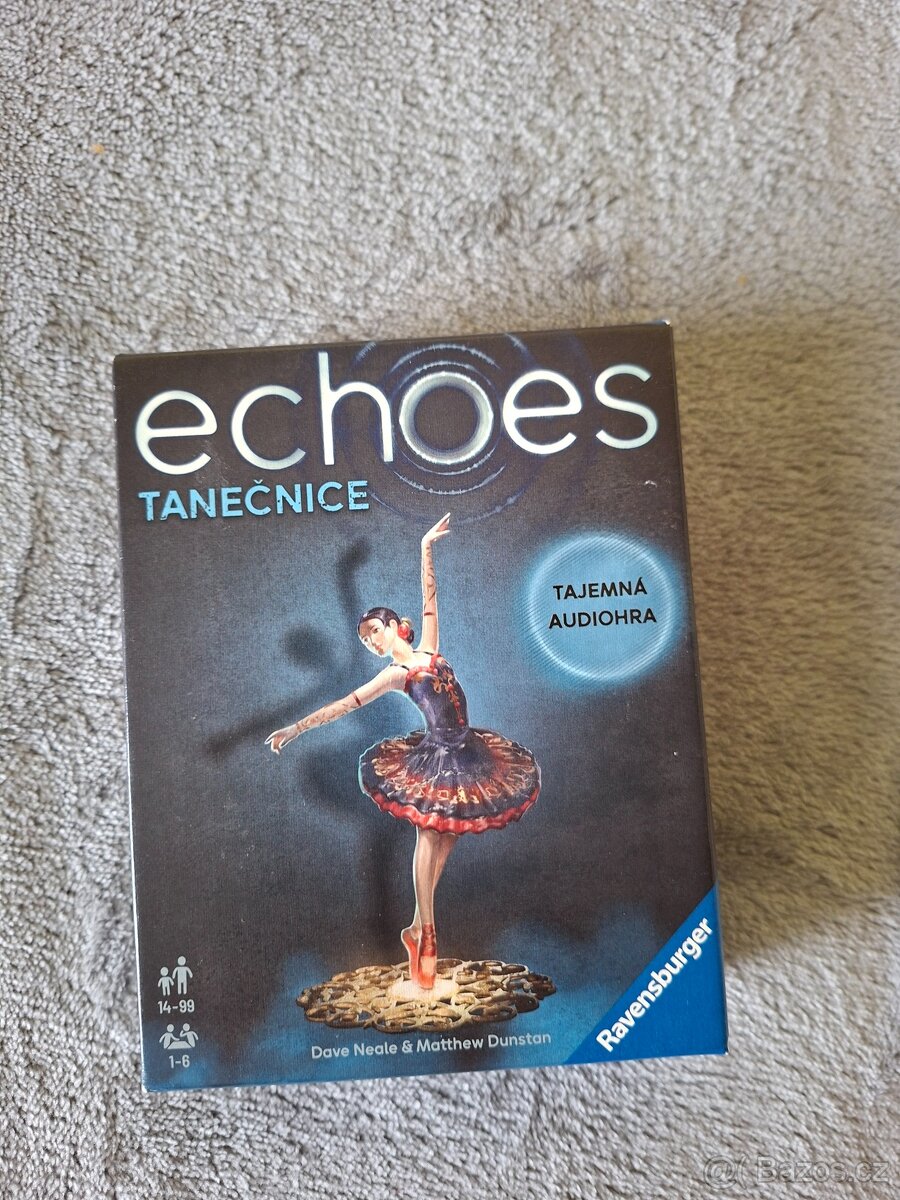 echoes
TANEČNICE
TAJEMNÁ
AUDIOHRA
14-99
1-6
Dave Neale & Matthew Dunstan
Ravensburger
@ Bazos.cz